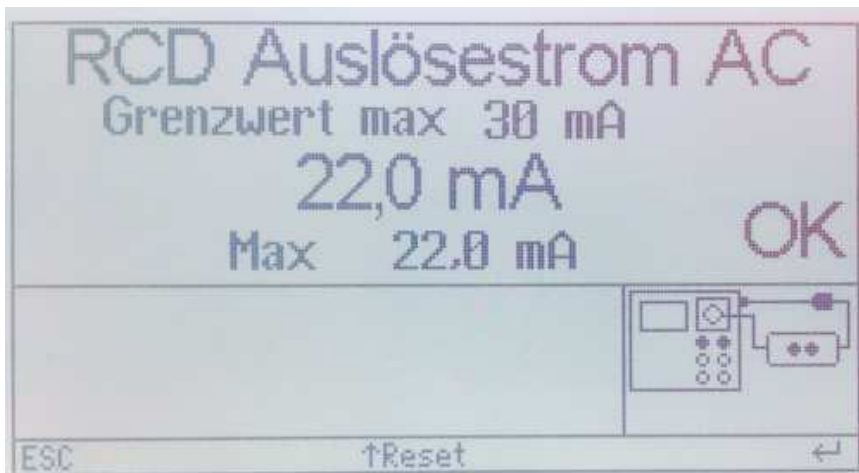 RCD Auslösestrom AC
Grenzwert max 30 mA
22,0 mA
OK
Max 22,0 mA
ESC ↑Reset ↵